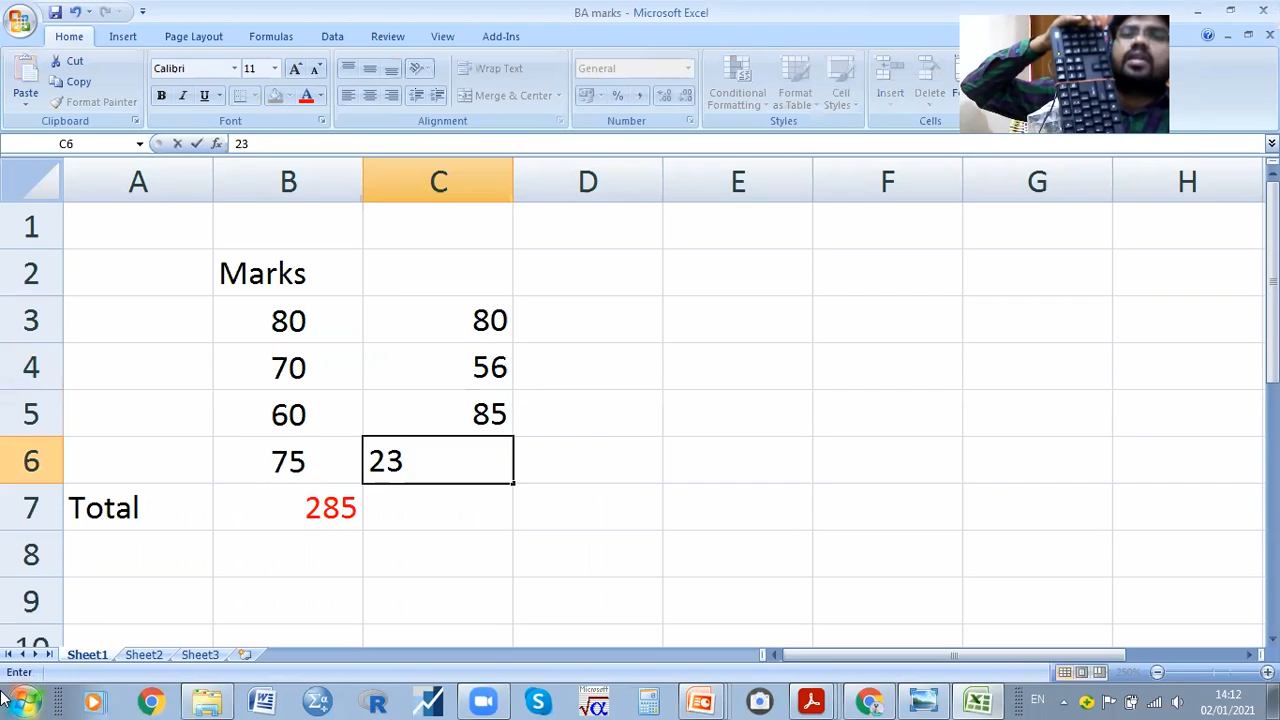 BA marks - Microsoft Excel
Home Insert Page Layout Formulas Data Review View Add-Ins
Paste
Cut
Copy
Format Painter
Clipboard
Calibri 11
B I U
Font
Wrap Text
Merge & Center
Alignment
General
Number
Conditional Formatting
Format as Table
Cell Styles
Styles
Insert Delete
Cells
C6 fx 23
A B C D E F G H
1
2 Marks
3 80 80
4 70 56
5 60 85
6 75 23
7 Total 285
8
9
10
Sheet1 Sheet2 Sheet3
Enter 250%
EN 14:12
02/01/2021